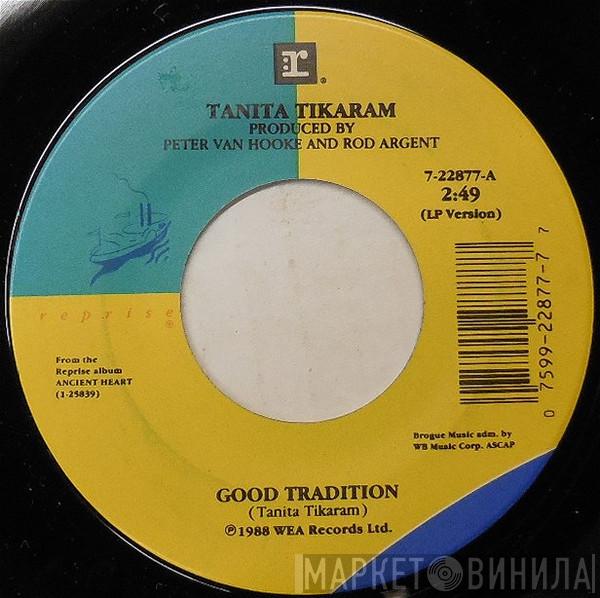 r
TANITA TIKARAM
PRODUCED BY
PETER VAN HOOKE AND ROD ARGENT
7-22877-A
2:49
(LP Version)
reprise
®
From the
Reprise album
ANCIENT HEART
(1-25839)
0 7599-22877-7 7
Brogue Music adm. by
WB Music Corp. ASCAP
GOOD TRADITION
(Tanita Tikaram)
℗1988 WEA Records Ltd.
МАРКЕТ ВИНИЛА